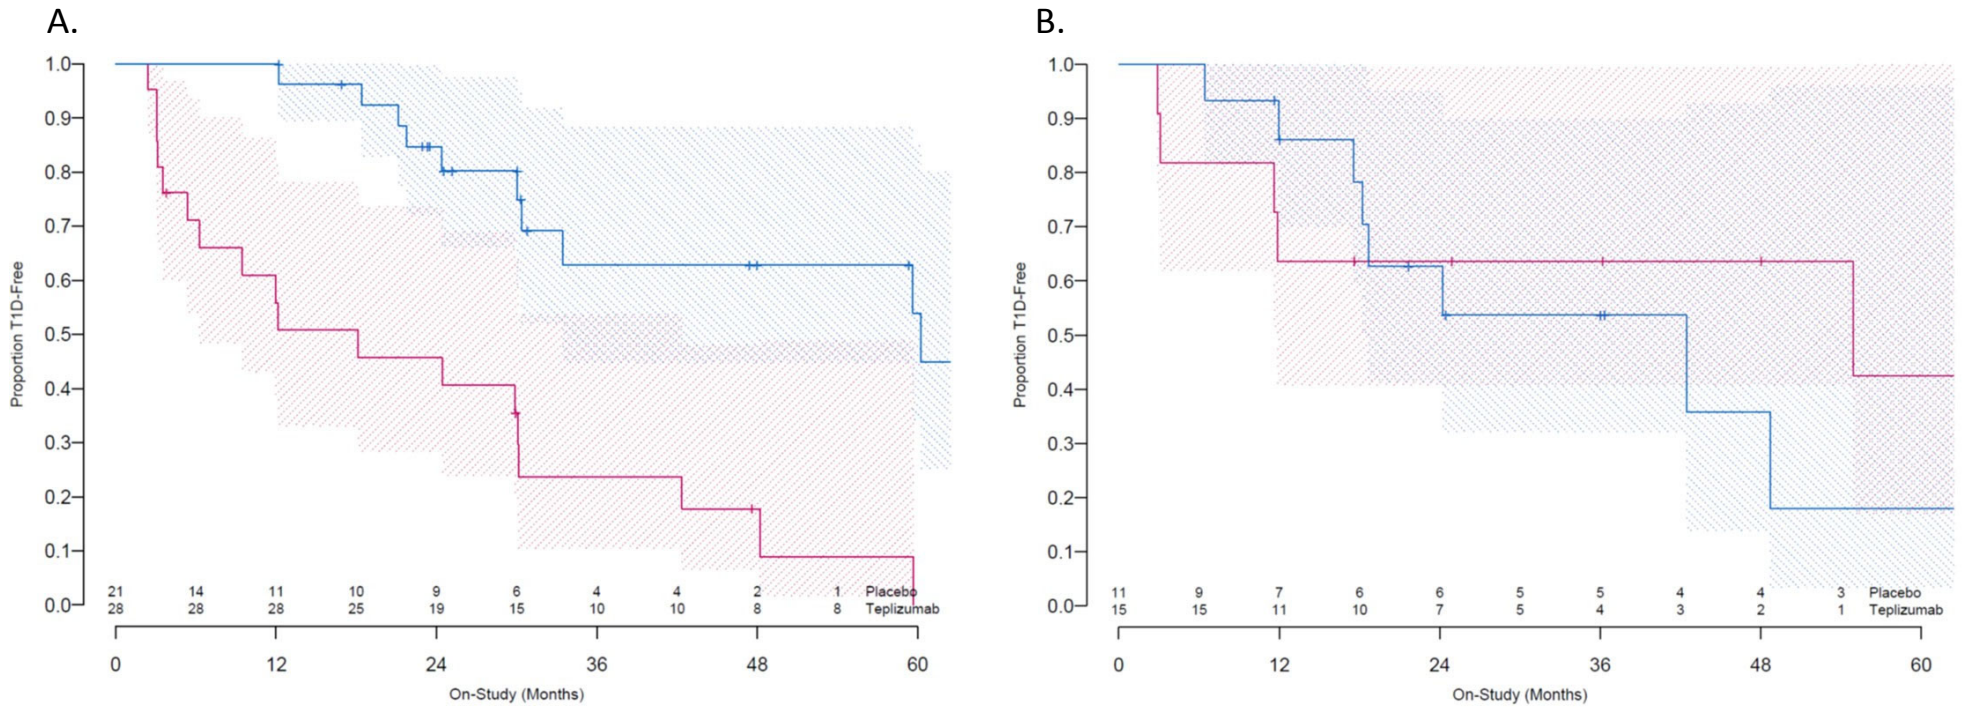 A.
Proportion T1D-Free
1.0
0.9
0.8
0.7
0.6
0.5
0.4
0.3
0.2
0.1
0.0
21 14 11 10 9 6 4 4 2 1 Placebo
28 28 28 25 19 15 10 10 8 8 Teplizumab
0 12 24 36 48 60
On-Study (Months)
B.
Proportion T1D-Free
1.0
0.9
0.8
0.7
0.6
0.5
0.4
0.3
0.2
0.1
0.0
11 9 7 6 6 5 5 4 4 3 Placebo
15 15 11 10 7 5 4 3 2 1 Teplizumab
0 12 24 36 48 60
On-Study (Months)